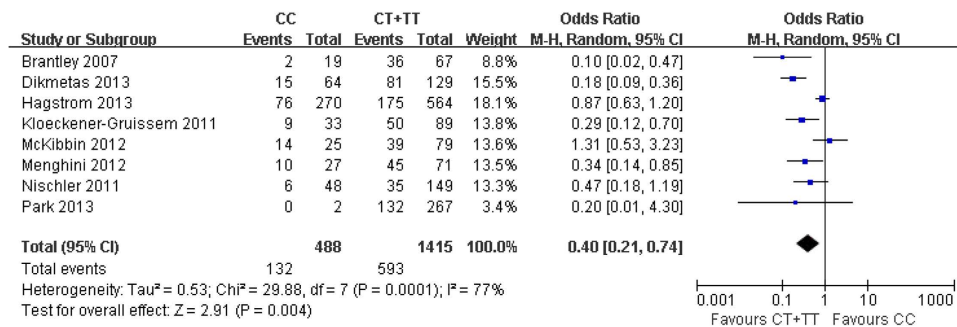 CC CT+TT Odds Ratio Odds Ratio
Study or Subgroup Events Total Events Total Weight M-H, Random, 95% CI M-H, Random, 95% CI
Brantley 2007 2 19 36 67 8.8% 0.10 [0.02, 0.47]
Dikmetas 2013 15 64 81 129 15.5% 0.18 [0.09, 0.36]
Hagstrom 2013 76 270 175 564 18.1% 0.87 [0.63, 1.20]
Kloeckener-Gruissem 2011 9 33 50 89 13.8% 0.29 [0.12, 0.70]
McKibbin 2012 14 25 39 79 13.6% 1.31 [0.53, 3.23]
Menghini 2012 10 27 45 71 13.6% 0.34 [0.14, 0.85]
Nischler 2011 6 48 35 149 13.3% 0.47 [0.18, 1.19]
Park 2013 0 2 132 267 3.4% 0.20 [0.01, 4.30]
Total (95% CI) 488 1415 100.0% 0.40 [0.21, 0.74]
Total events 132 593
Heterogeneity: Tau² = 0.53; Chi² = 29.88, df = 7 (P = 0.0001); I² = 77%
Test for overall effect: Z = 2.91 (P = 0.004)
0.001 0.1 1 10 1000
Favours CT+TT Favours CC